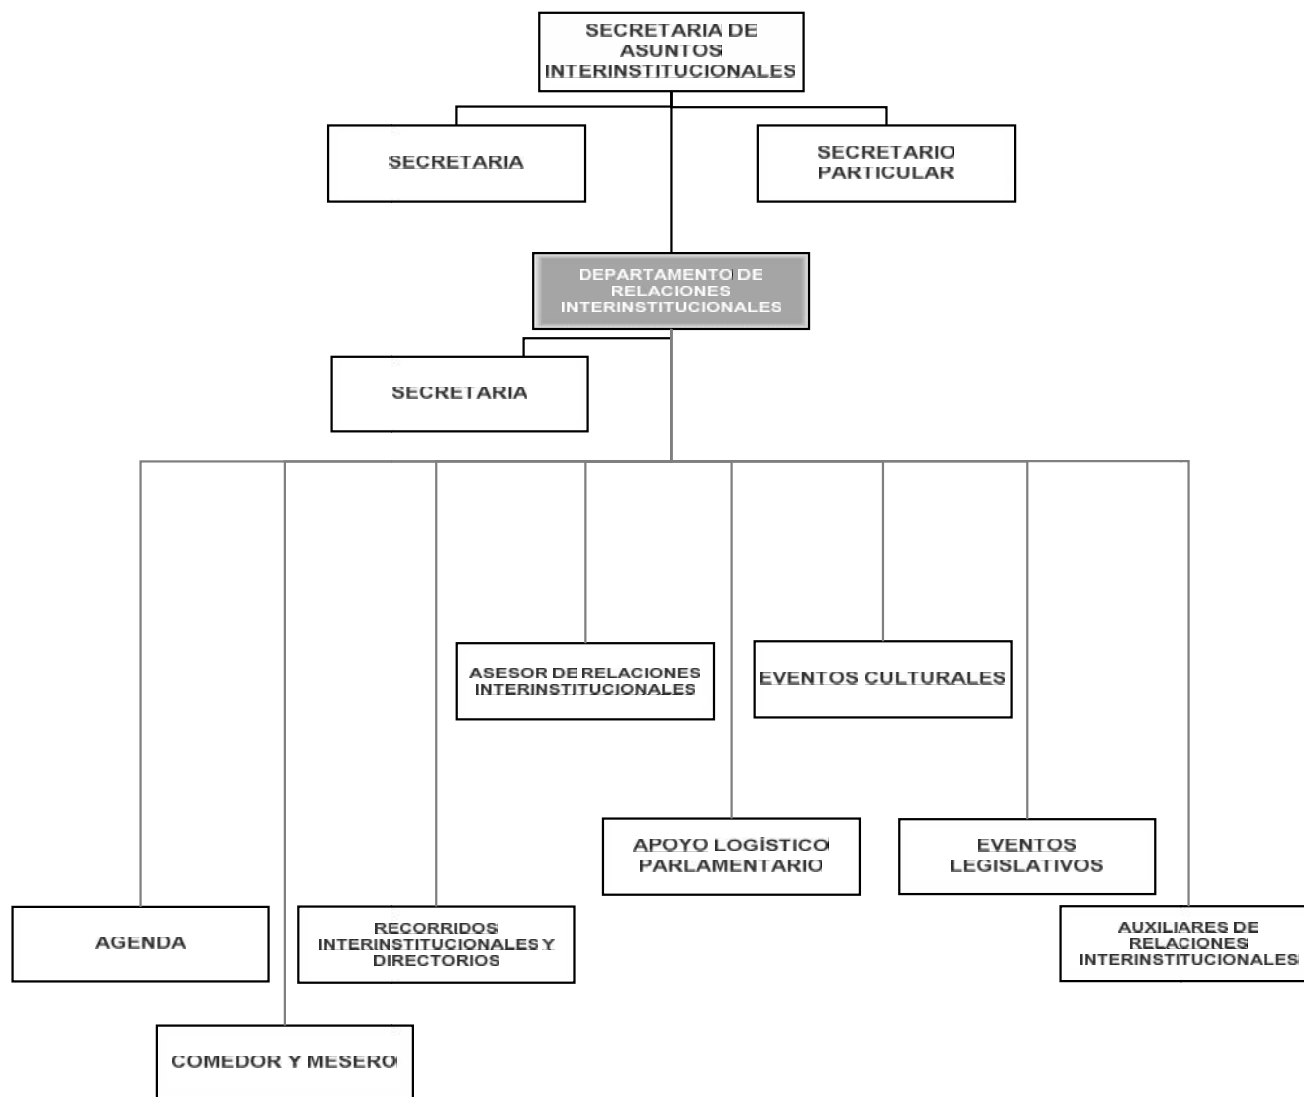 SECRETARIA DE
ASUNTOS
INTERINSTITUCIONALES
SECRETARIA
SECRETARIO
PARTICULAR
DEPARTAMENTO DE
RELACIONES
INTERINSTITUCIONALES
SECRETARIA
ASESOR DE RELACIONES
INTERINSTITUCIONALES
EVENTOS CULTURALES
APOYO LOGÍSTICO
PARLAMENTARIO
EVENTOS
LEGISLATIVOS
AGENDA
RECORRIDOS
INTERINSTITUCIONALES Y
DIRECTORIOS
AUXILIARES DE
RELACIONES
INTERINSTITUCIONALES
COMEDOR Y MESERO